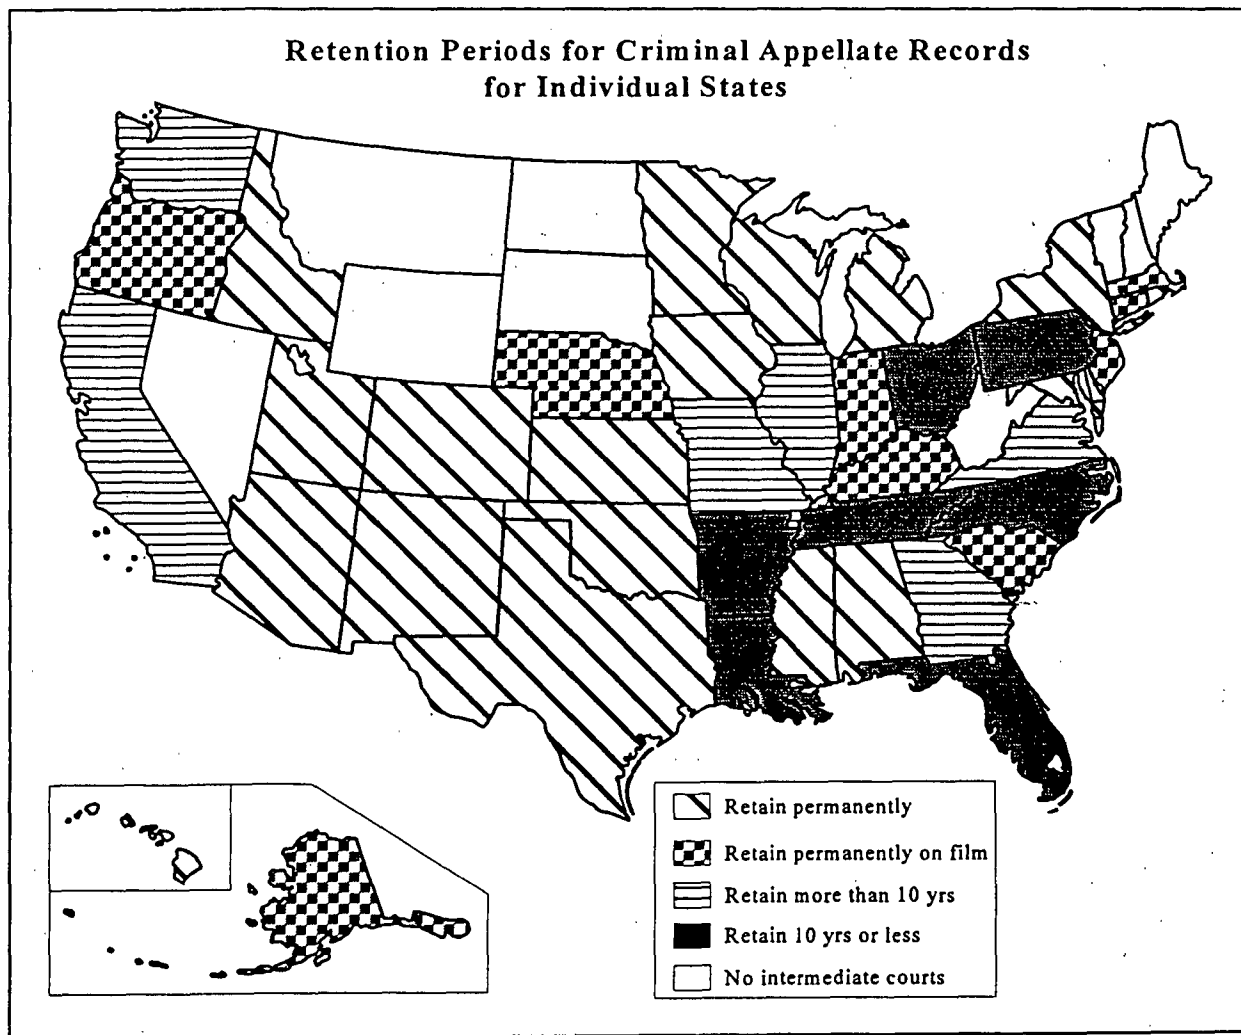 Retention Periods for Criminal Appellate Records
for Individual States
Retain permanently
Retain permanently on film
Retain more than 10 yrs
Retain 10 yrs or less
No intermediate courts